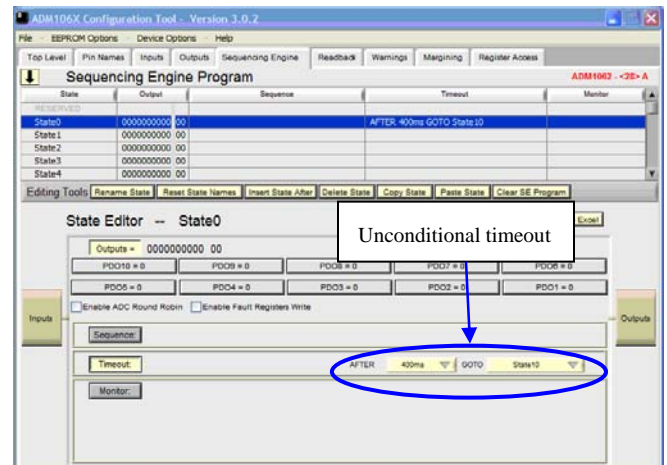 ADM106X Configuration Tool - Version 3.0.2
File EEPROM Options Device Options Help
Top Level Pin Names Inputs Outputs Sequencing Engine Readback Warnings Margining Register Access
Sequencing Engine Program ADM1062 - <28> A
State Output Sequence Timeout Monitor
RESERVED
State0 0000000000 00 AFTER 400ms GOTO State10
State1 0000000000 00
State2 0000000000 00
State3 0000000000 00
State4 0000000000 00
Editing Tools Rename State Reset State Names Insert State After Delete State Copy State Paste State Clear SE Program
State Editor -- State0
Excel
Unconditional timeout
Outputs = 0000000000 00
PDO10 = 0 PDO9 = 0 PDO8 = 0 PDO7 = 0 PDO6 = 0
PDO5 = 0 PDO4 = 0 PDO3 = 0 PDO2 = 0 PDO1 = 0
Enable ADC Round Robin Enable Fault Registers Write
Inputs
Outputs
Sequence:
Timeout: AFTER 400ms GOTO State10
Monitor: